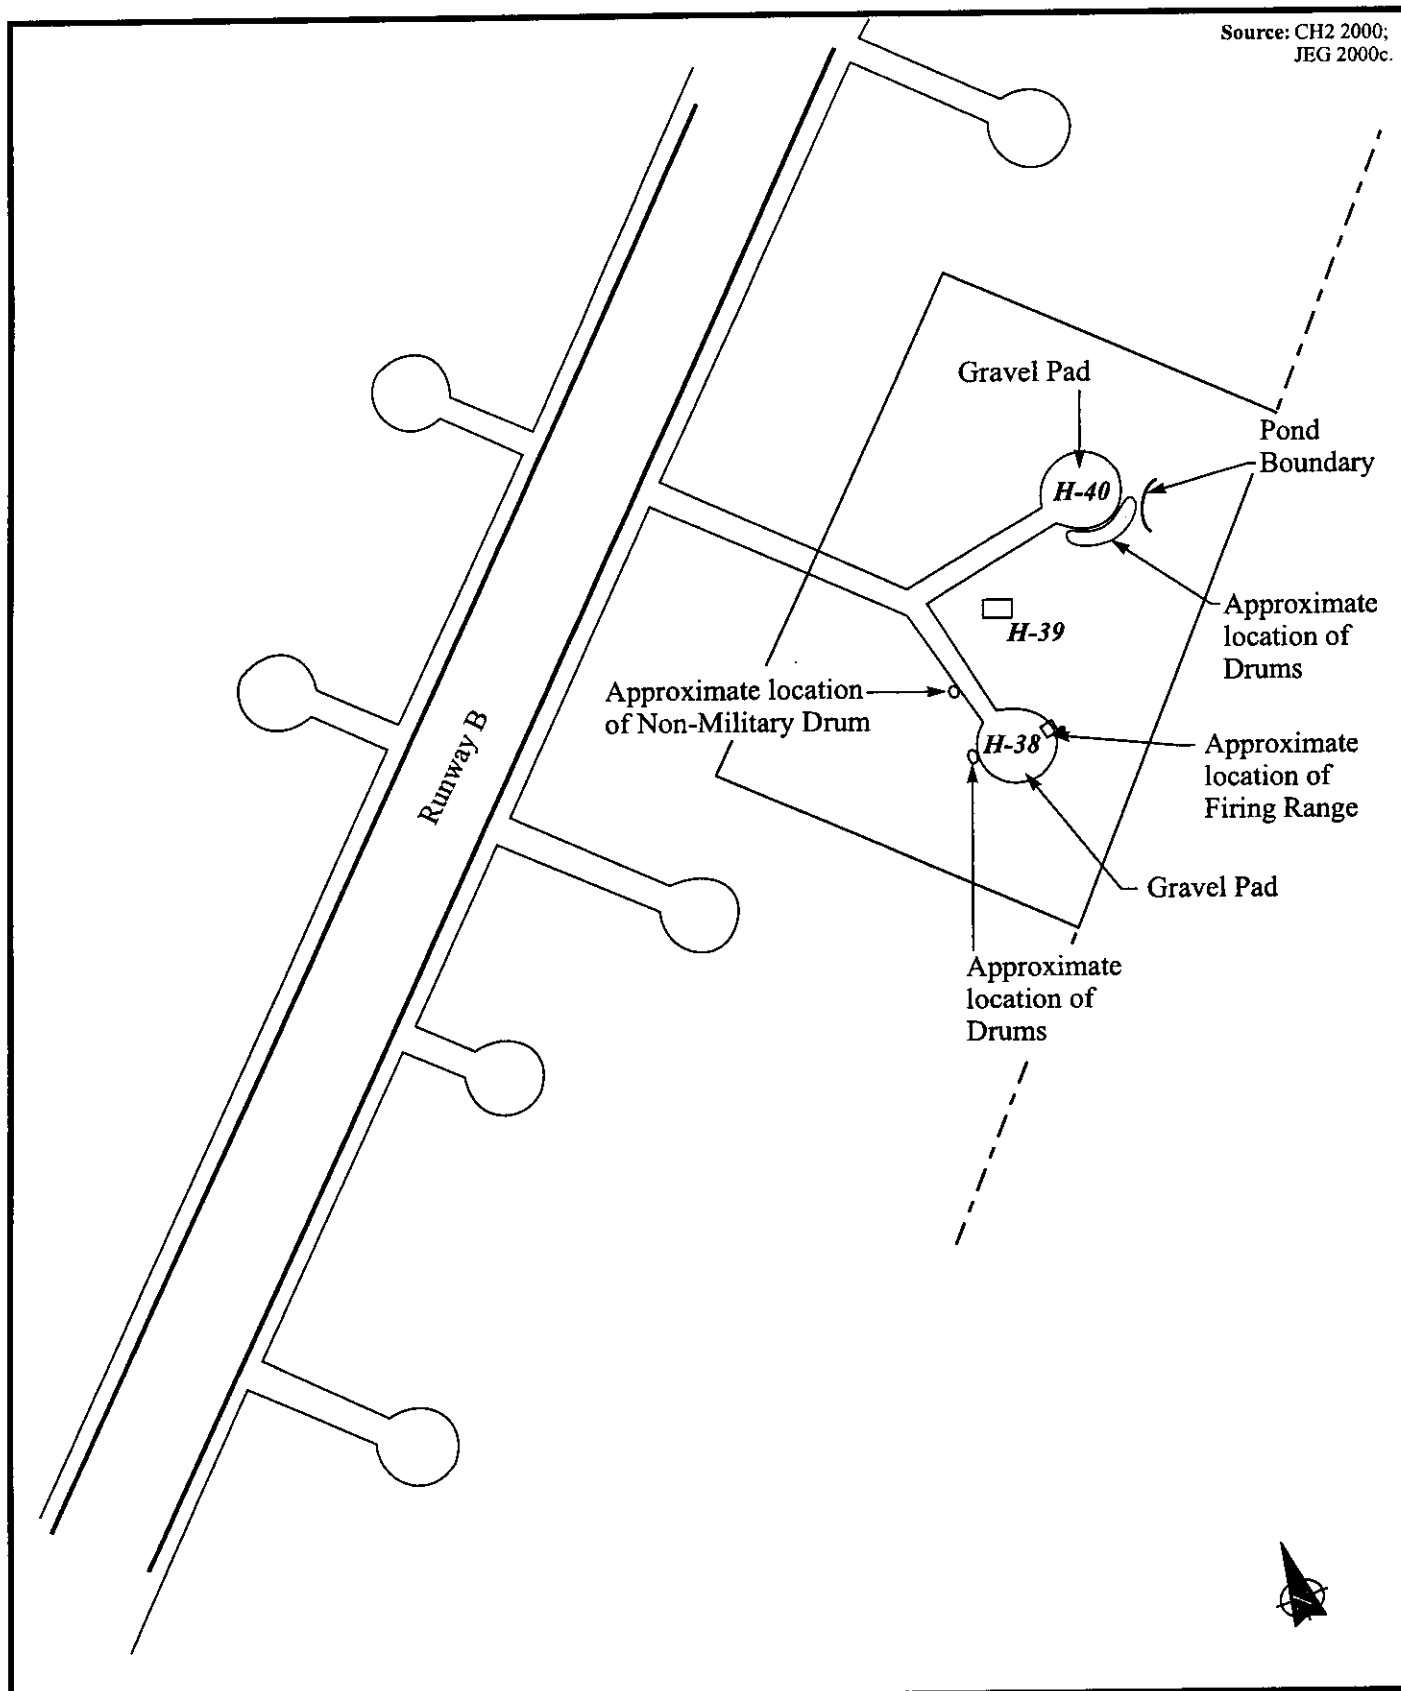 Source: CH2 2000;
JEG 2000c.
Gravel Pad
Pond
Boundary
H-40
Approximate
location of
Drums
H-39
Approximate location
of Non-Military Drum
H-38
Approximate
location of
Firing Range
Runway B
Gravel Pad
Approximate
location of
Drums